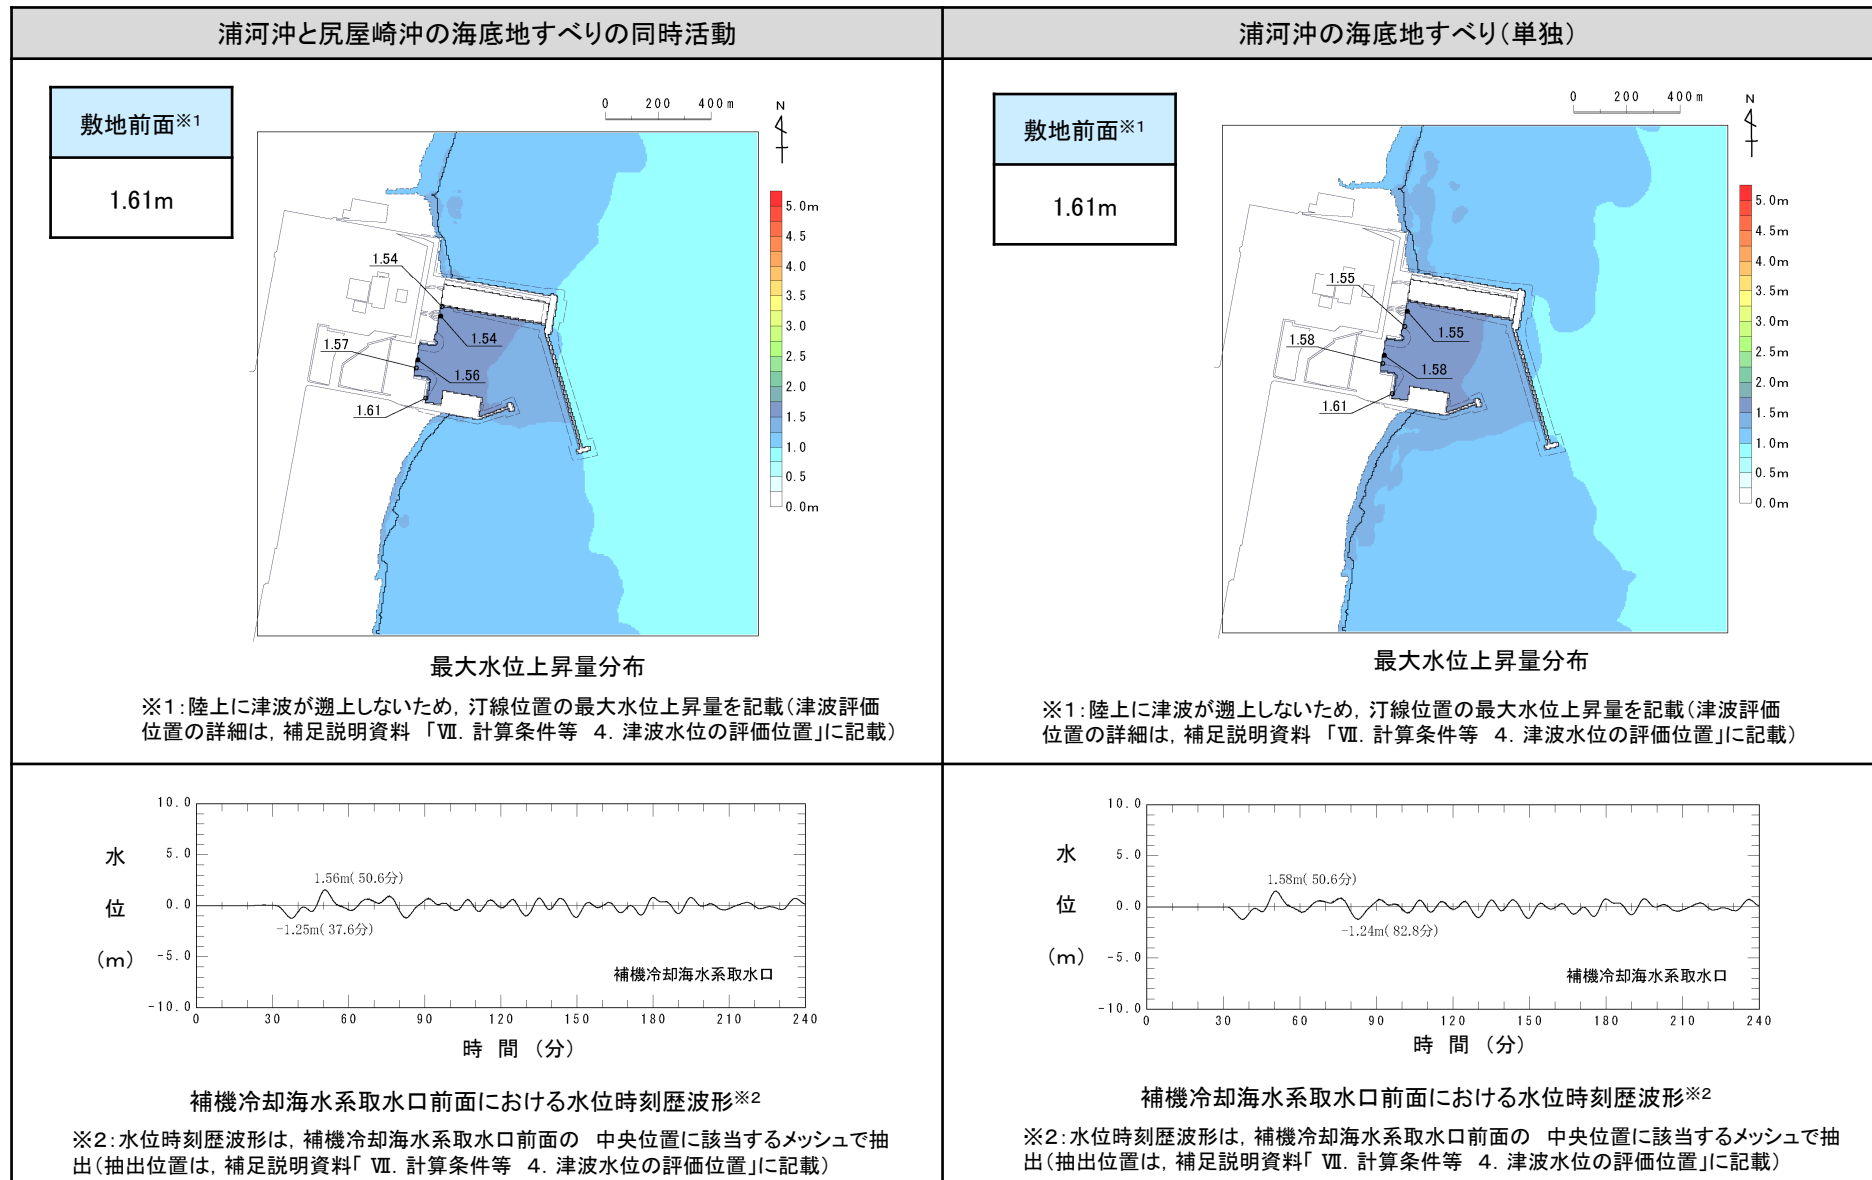 浦河沖と尻屋崎沖の海底地すべりの同時活動
敷地前面※1
1.61m
0 200 400m
N
5.0m
4.5
4.0
3.5
3.0
2.5
2.0
1.5
1.0
0.5
0.0m
1.54
1.54
1.57
1.56
1.61
最大水位上昇量分布
※1：陸上に津波が遡上しないため，汀線位置の最大水位上昇量を記載（津波評価
位置の詳細は，補足説明資料 「Ⅶ．計算条件等 4．津波水位の評価位置」に記載）
浦河沖の海底地すべり（単独）
敷地前面※1
1.61m
0 200 400m
N
5.0m
4.5m
4.0m
3.5m
3.0m
2.5m
2.0m
1.5m
1.0m
0.5m
0.0m
1.55
1.55
1.58
1.58
1.61
最大水位上昇量分布
※1：陸上に津波が遡上しないため，汀線位置の最大水位上昇量を記載（津波評価
位置の詳細は，補足説明資料 「Ⅶ．計算条件等 4．津波水位の評価位置」に記載）
水位（m）
10.0
5.0
0.0
-5.0
-10.0
1.56m( 50.6分)
-1.25m( 37.6分)
補機冷却海水系取水口
0 30 60 90 120 150 180 210 240
時 間 （分）
補機冷却海水系取水口前面における水位時刻歴波形※2
※2：水位時刻歴波形は，補機冷却海水系取水口前面の 中央位置に該当するメッシュで抽
出（抽出位置は，補足説明資料「 Ⅶ．計算条件等 4．津波水位の評価位置」に記載）
水位（m）
10.0
5.0
0.0
-5.0
-10.0
1.58m( 50.6分)
-1.24m( 82.8分)
補機冷却海水系取水口
0 30 60 90 120 150 180 210 240
時 間 （分）
補機冷却海水系取水口前面における水位時刻歴波形※2
※2：水位時刻歴波形は，補機冷却海水系取水口前面の 中央位置に該当するメッシュで抽
出（抽出位置は，補足説明資料「 Ⅶ．計算条件等 4．津波水位の評価位置」に記載）